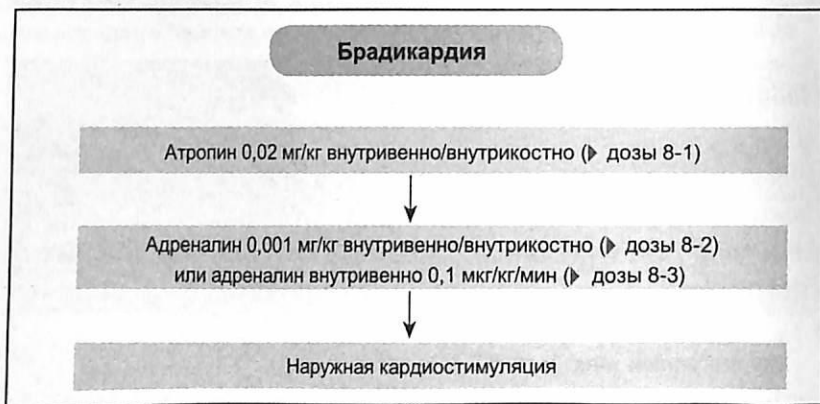 Брадикардия
Атропин 0,02 мг/кг внутривенно/внутрикостно (▶ дозы 8-1)
Адреналин 0,001 мг/кг внутривенно/внутрикостно (▶ дозы 8-2)
или адреналин внутривенно 0,1 мкг/кг/мин (▶ дозы 8-3)
Наружная кардиостимуляция